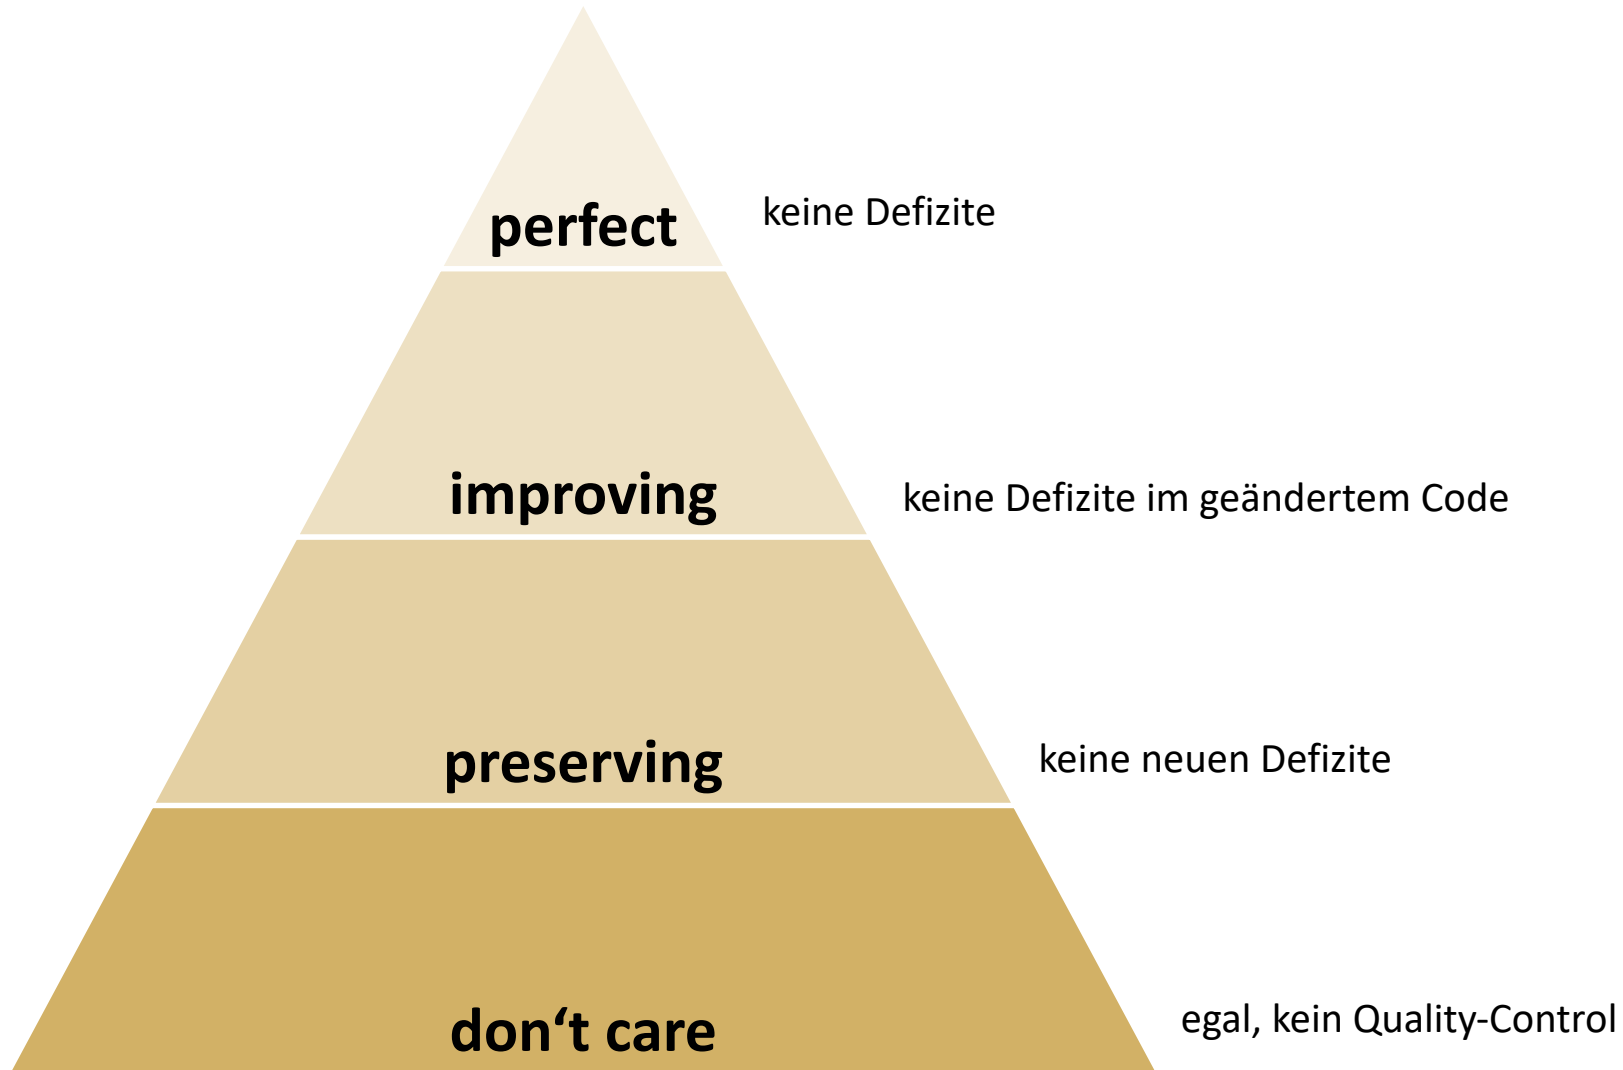 perfect
keine Defizite
improving
keine Defizite im geändertem Code
preserving
keine neuen Defizite
don‘t care
egal, kein Quality-Control